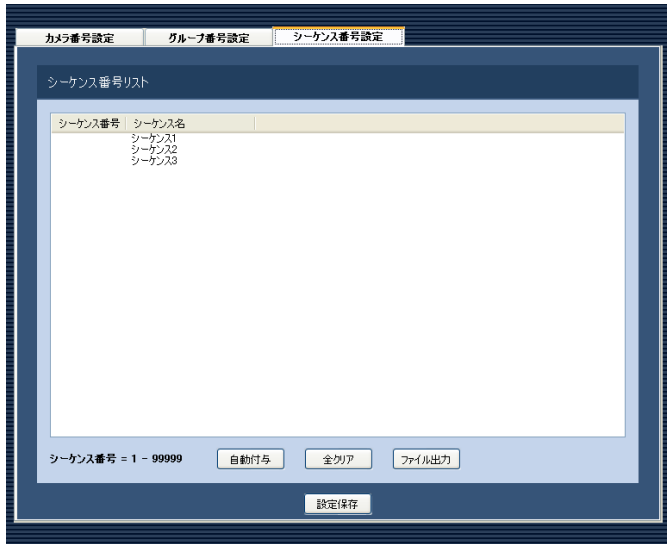 カメラ番号設定 グループ番号設定 シーケンス番号設定
シーケンス番号リスト
シーケンス番号 シーケンス名
シーケンス1
シーケンス2
シーケンス3
シーケンス番号 = 1 - 99999 自動付与 全クリア ファイル出力
設定保存